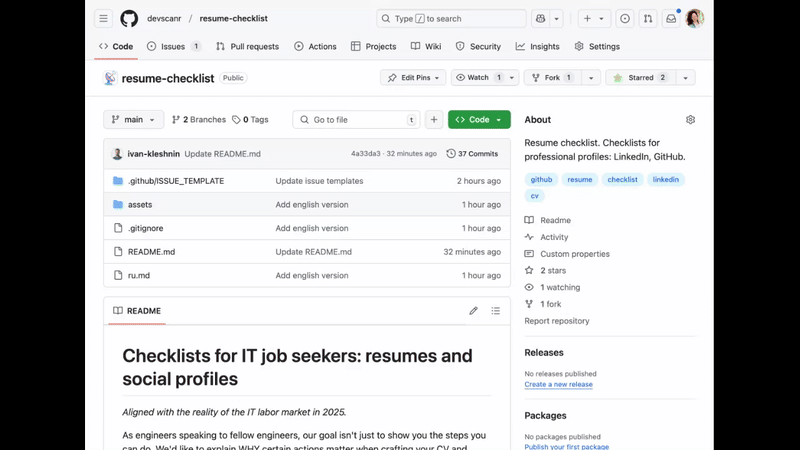 devscanr / resume-checklist
Type / to search
Code
Issues 1
Pull requests
Actions
Projects
Wiki
Security
Insights
Settings
resume-checklist Public
Edit Pins
Watch 1
Fork 1
Starred 2
main
2 Branches
0 Tags
Go to file t
Code
ivan-kleshnin Update README.md 4a33da3 · 32 minutes ago 37 Commits
.github/ISSUE_TEMPLATE Update issue templates 2 hours ago
assets Add english version 1 hour ago
.gitignore Add english version 1 hour ago
README.md Update README.md 32 minutes ago
ru.md Add english version 1 hour ago
README
Checklists for IT job seekers: resumes and
social profiles
Aligned with the reality of the IT labor market in 2025.
As engineers speaking to fellow engineers, our goal isn't just to show you the steps you
can do. We'd like to explain WHY certain actions matter when crafting your CV and
About
Resume checklist. Checklists for
professional profiles: LinkedIn, GitHub.
github resume checklist linkedin
cv
Readme
Activity
Custom properties
2 stars
1 watching
1 fork
Report repository
Releases
No releases published
Create a new release
Packages
No packages published
Publish your first package